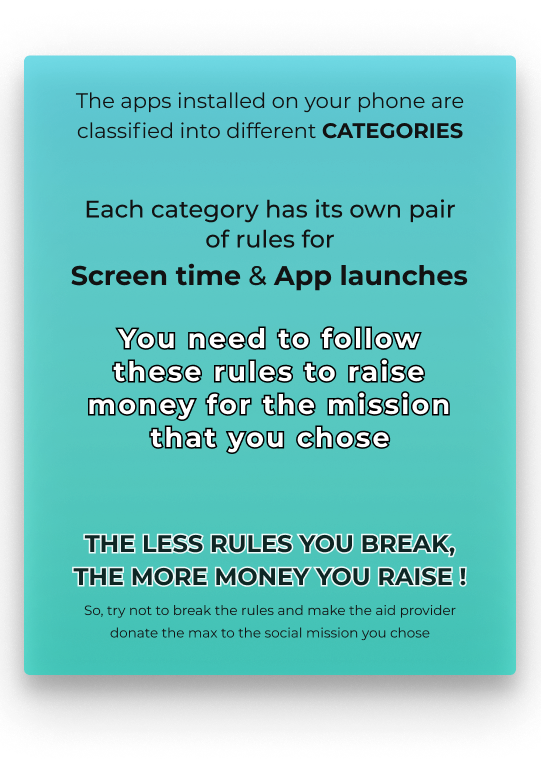 The apps installed on your phone are
classified into different CATEGORIES
Each category has its own pair
of rules for
Screen time & App launches
You need to follow
these rules to raise
money for the mission
that you chose
THE LESS RULES YOU BREAK,
THE MORE MONEY YOU RAISE !
So, try not to break the rules and make the aid provider
donate the max to the social mission you chose